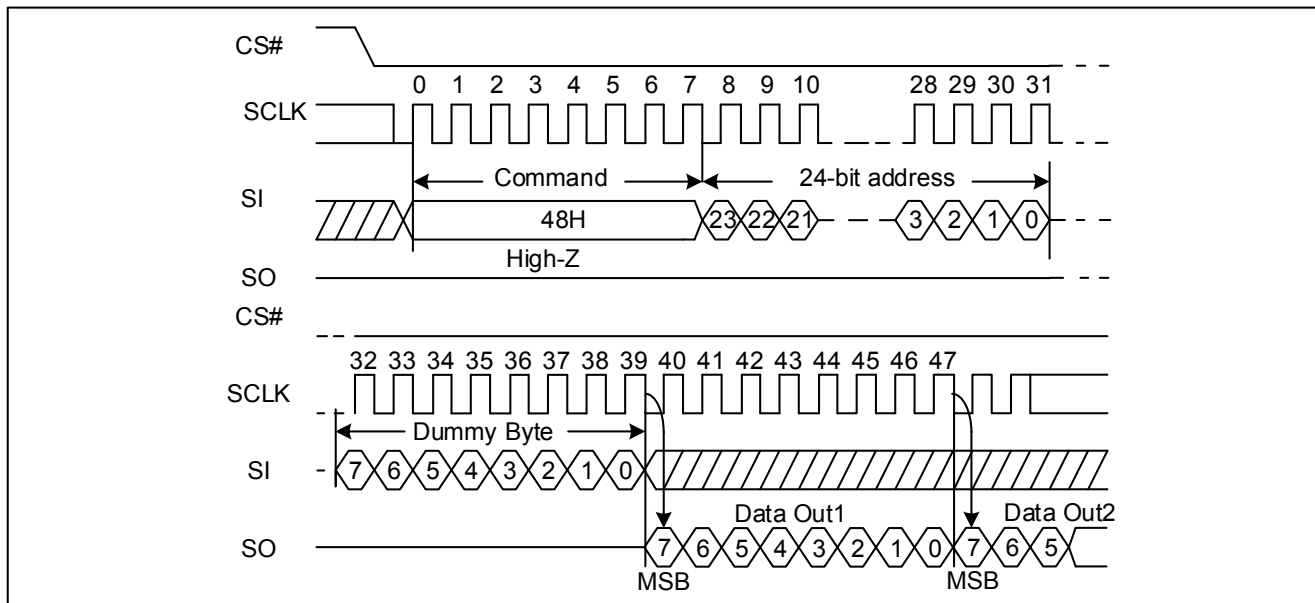 CS#
0 1 2 3 4 5 6 7 8 9 10 28 29 30 31
SCLK
Command 24-bit address
SI
48H 23 22 21 3 2 1 0
High-Z
SO
CS#
32 33 34 35 36 37 38 39 40 41 42 43 44 45 46 47
SCLK
Dummy Byte
SI 7 6 5 4 3 2 1 0
Data Out1 Data Out2
SO 7 6 5 4 3 2 1 0 7 6 5
MSB MSB